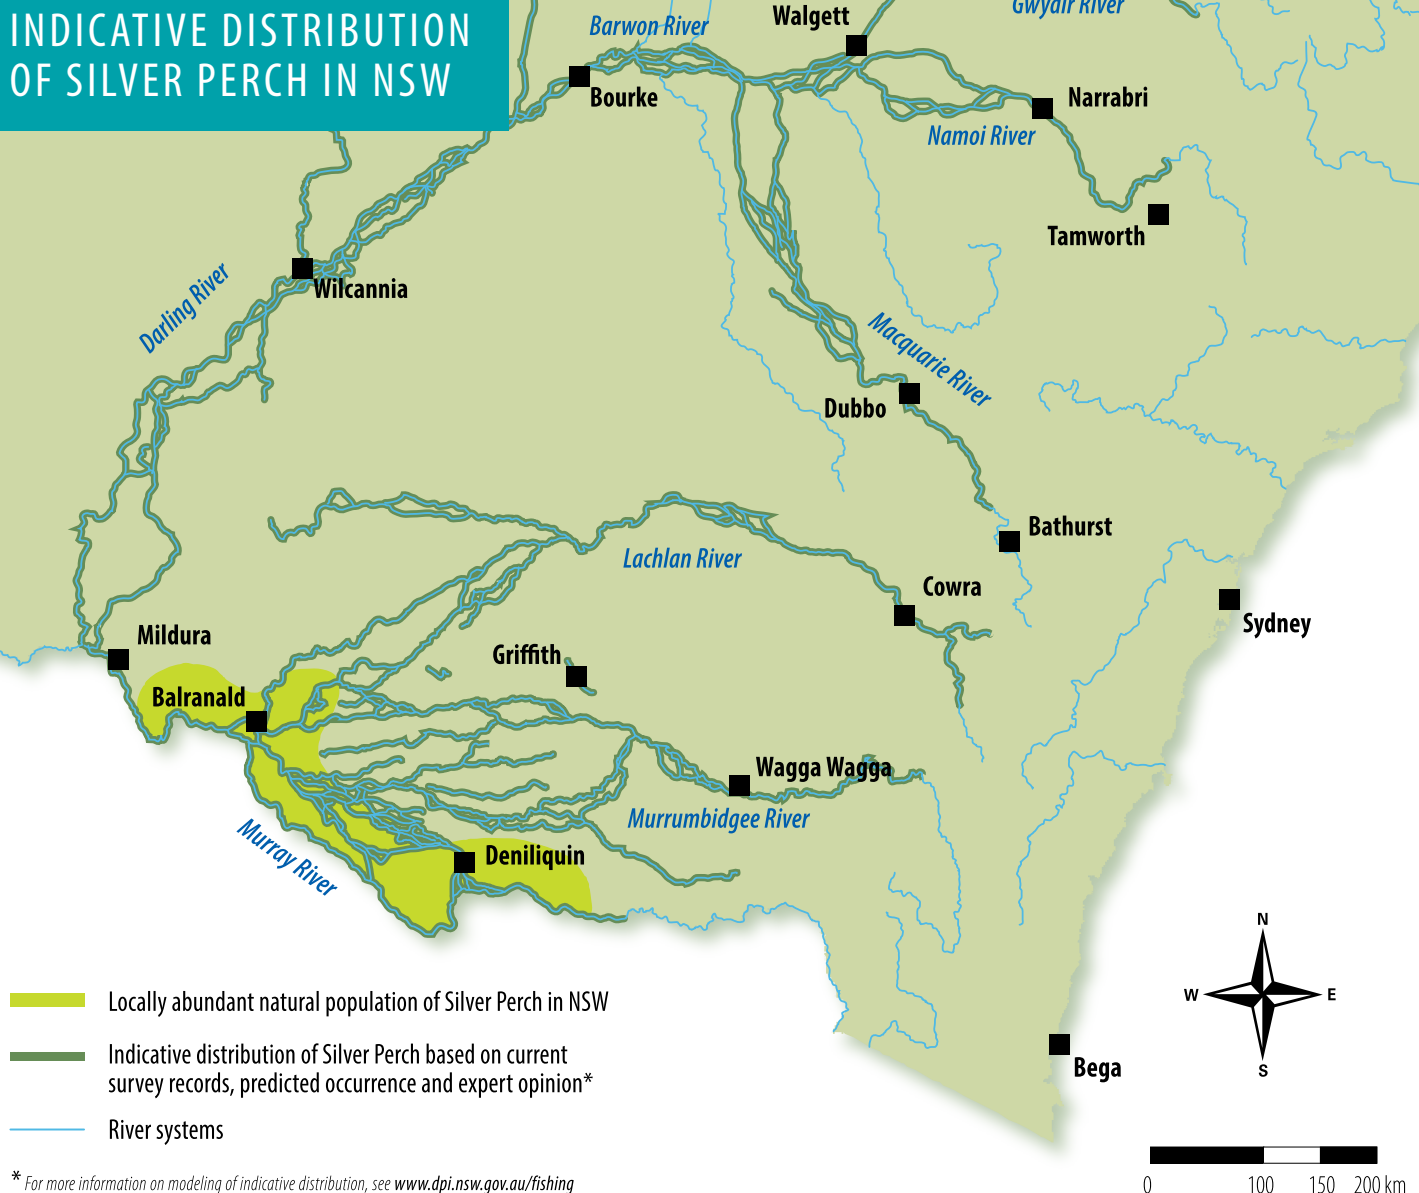 INDICATIVE DISTRIBUTION
OF SILVER PERCH IN NSW
Barwon River
Walgett
Gwydir River
Bourke
Narrabri
Namoi River
Tamworth
Wilcannia
Darling River
Macquarie River
Dubbo
Bathurst
Lachlan River
Cowra
Sydney
Mildura
Griffith
Balranald
Wagga Wagga
Murrumbidgee River
Murray River
Deniliquin
N
W
E
S
Bega
Locally abundant natural population of Silver Perch in NSW
Indicative distribution of Silver Perch based on current
survey records, predicted occurrence and expert opinion*
River systems
* For more information on modeling of indicative distribution, see www.dpi.nsw.gov.au/fishing
0 100 150 200 km